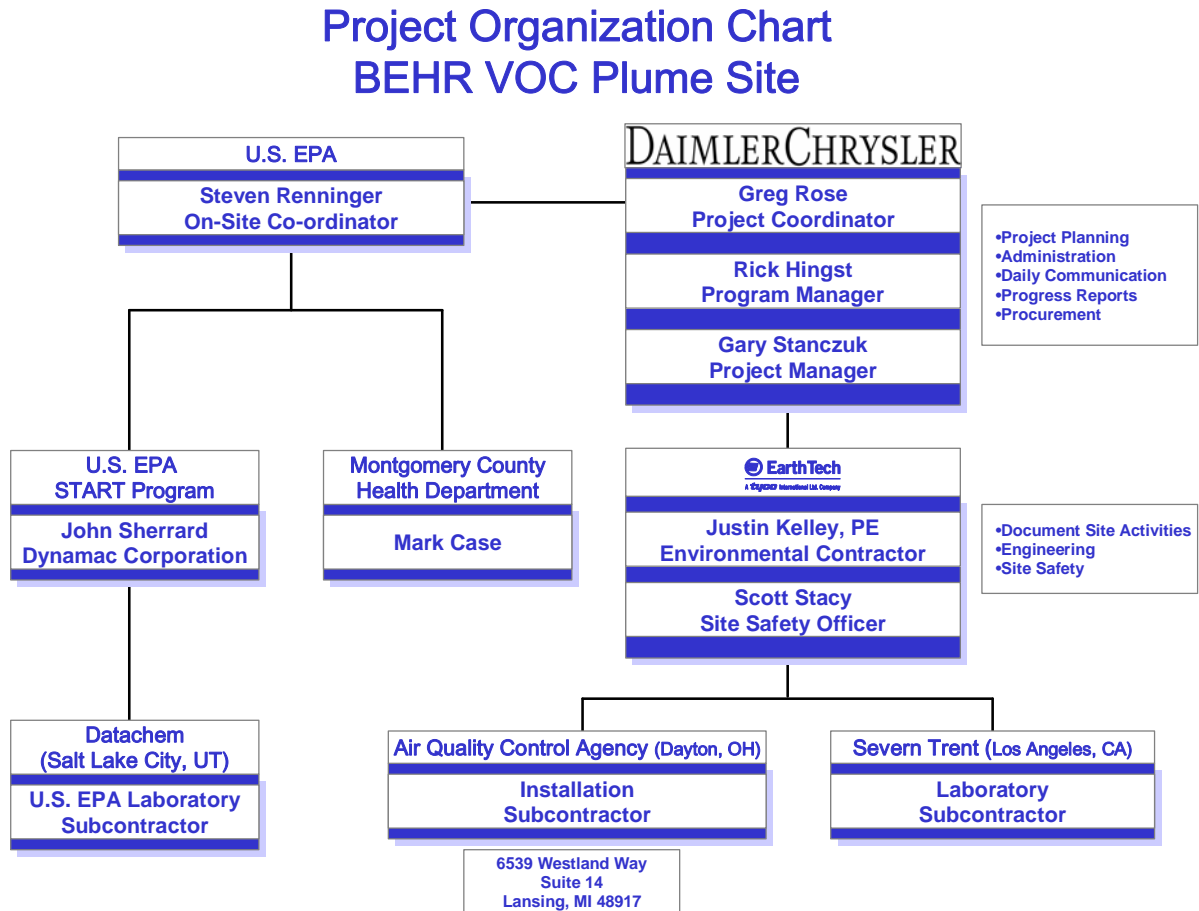 Project Organization Chart
BEHR VOC Plume Site
U.S. EPA
Steven Renninger
On-Site Co-ordinator
DAIMLERCHRYSLER
Greg Rose
Project Coordinator
Rick Hingst
Program Manager
Gary Stanczuk
Project Manager
•Project Planning
•Administration
•Daily Communication
•Progress Reports
•Procurement
U.S. EPA
START Program
John Sherrard
Dynamac Corporation
Montgomery County
Health Department
Mark Case
EarthTech
A tyco International Ltd. Company
Justin Kelley, PE
Environmental Contractor
Scott Stacy
Site Safety Officer
•Document Site Activities
•Engineering
•Site Safety
Datachem
(Salt Lake City, UT)
U.S. EPA Laboratory
Subcontractor
Air Quality Control Agency (Dayton, OH)
Installation
Subcontractor
6539 Westland Way
Suite 14
Lansing, MI 48917
Severn Trent (Los Angeles, CA)
Laboratory
Subcontractor